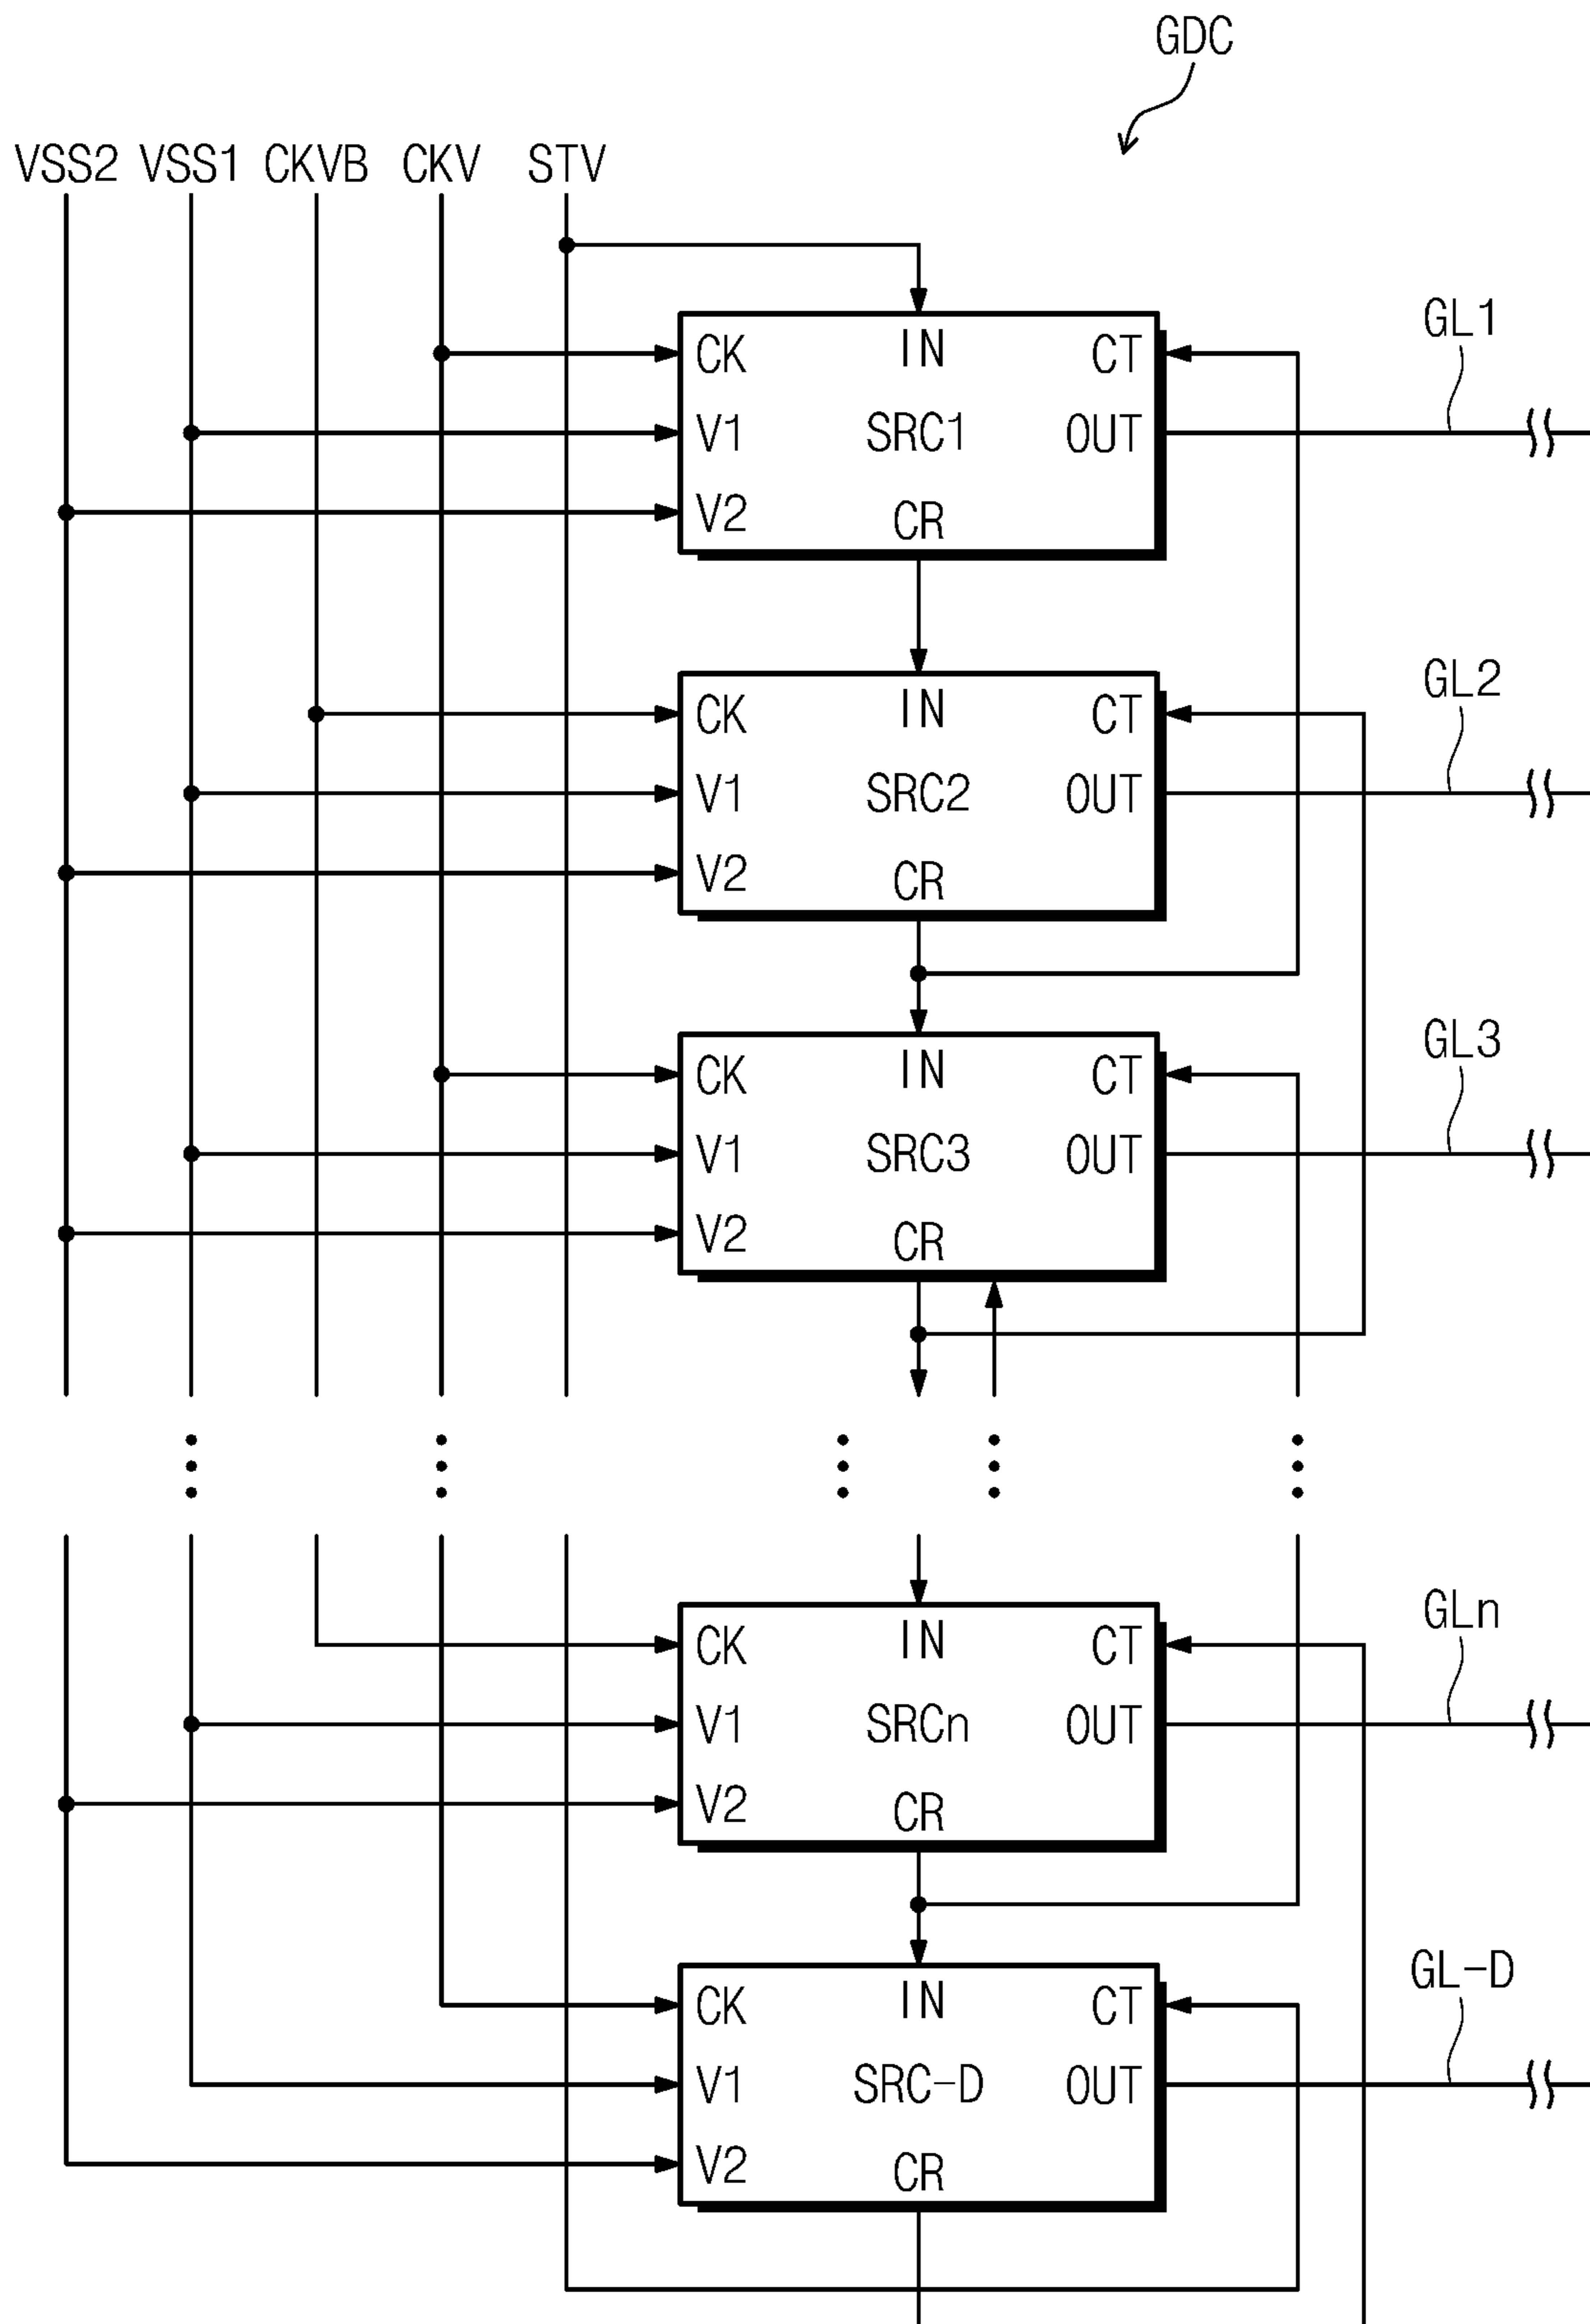 GDC
VSS2 VSS1 CKVB CKV STV
GL1
CK IN CT
V1 SRC1 OUT
V2 CR
GL2
CK IN CT
V1 SRC2 OUT
V2 CR
GL3
CK IN CT
V1 SRC3 OUT
V2 CR
GLn
CK IN CT
V1 SRCn OUT
V2 CR
GL-D
CK IN CT
V1 SRC-D OUT
V2 CR